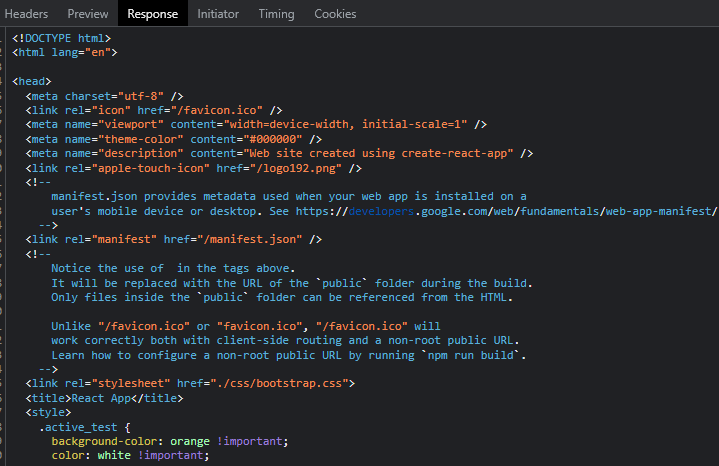 Headers Preview Response Initiator Timing Cookies
<!DOCTYPE html>
<html lang="en">
<head>
<meta charset="utf-8" />
<link rel="icon" href="/favicon.ico" />
<meta name="viewport" content="width=device-width, initial-scale=1" />
<meta name="theme-color" content="#000000" />
<meta name="description" content="Web site created using create-react-app" />
<link rel="apple-touch-icon" href="/logo192.png" />
<!--
manifest.json provides metadata used when your web app is installed on a
user's mobile device or desktop. See https://developers.google.com/web/fundamentals/web-app-manifest/
-->
<link rel="manifest" href="/manifest.json" />
<!--
Notice the use of  in the tags above.
It will be replaced with the URL of the `public` folder during the build.
Only files inside the `public` folder can be referenced from the HTML.
Unlike "/favicon.ico" or "favicon.ico", "/favicon.ico" will
work correctly both with client-side routing and a non-root public URL.
Learn how to configure a non-root public URL by running `npm run build`.
-->
<link rel="stylesheet" href="./css/bootstrap.css">
<title>React App</title>
<style>
.active_test {
background-color: orange !important;
color: white !important;